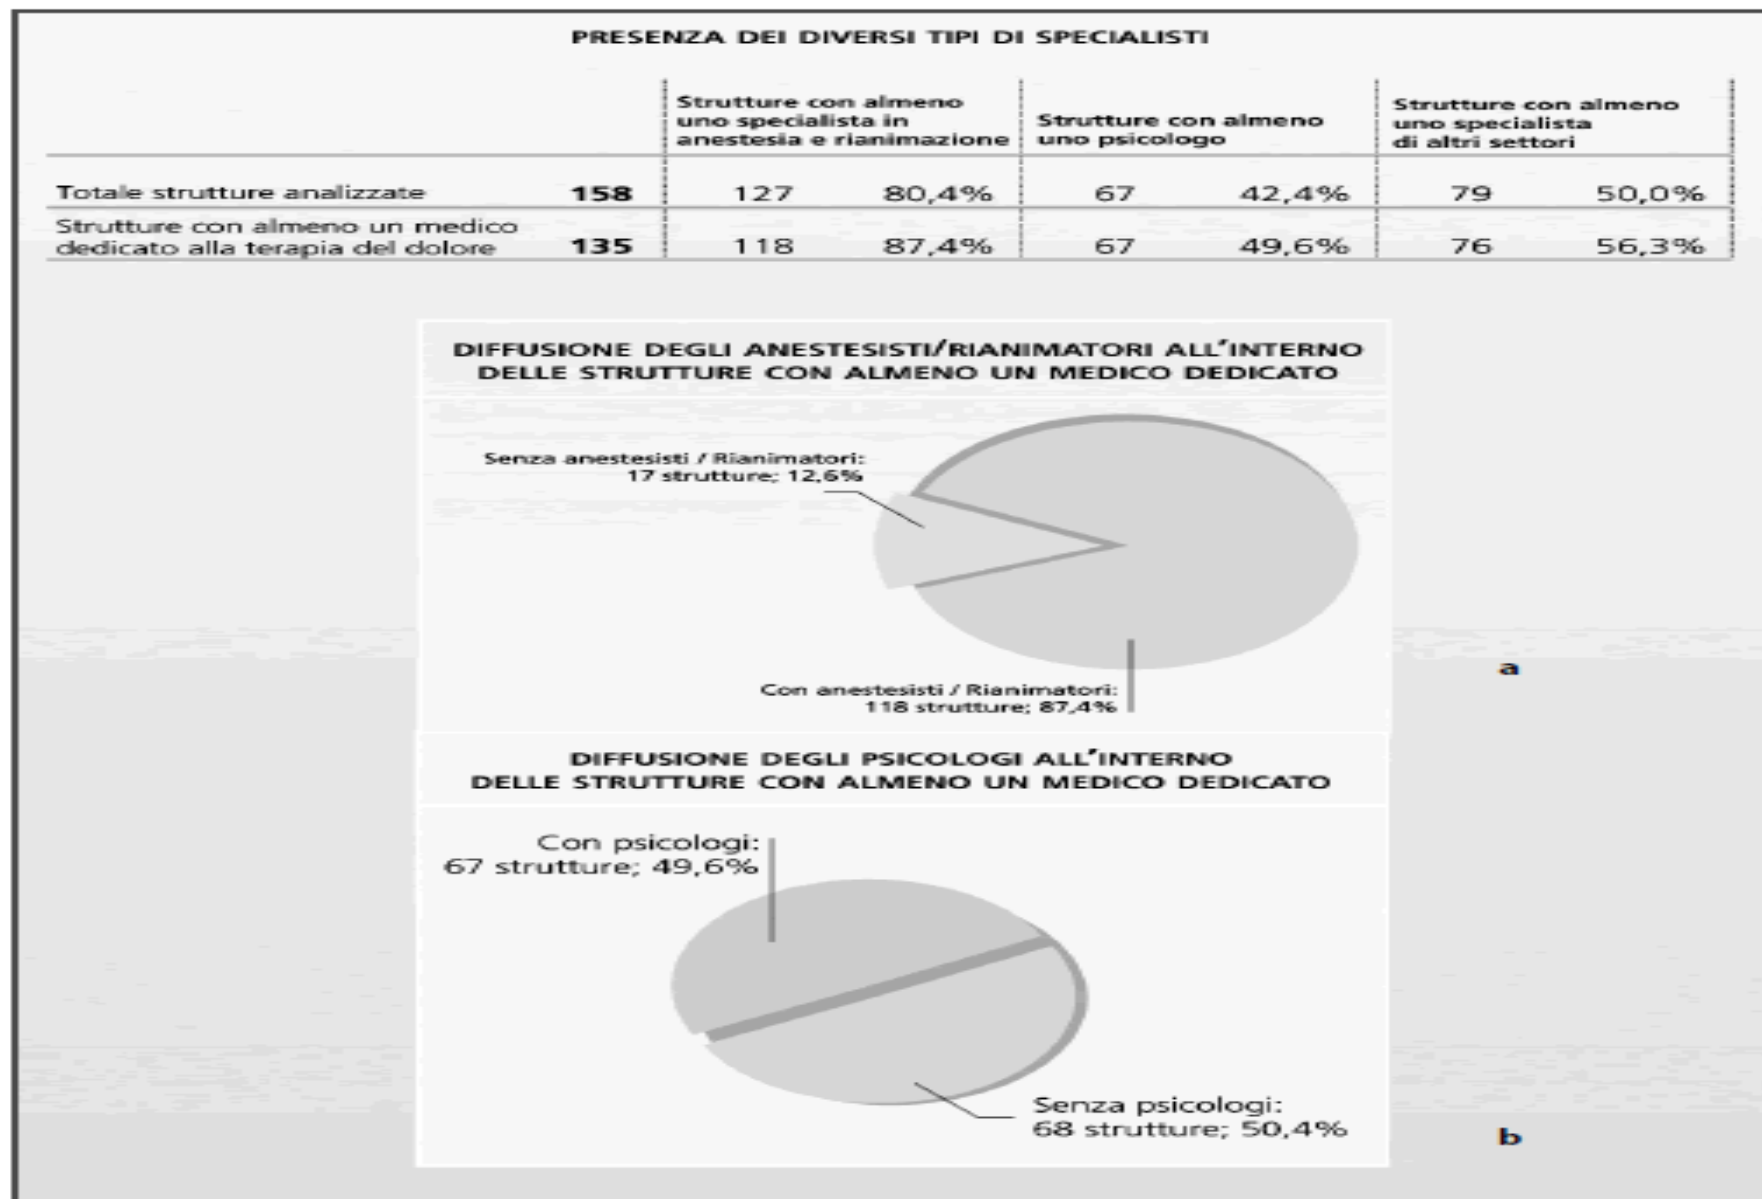 PRESENZA DEI DIVERSI TIPI DI SPECIALISTI
Strutture con almeno
uno specialista in
anestesia e rianimazione
Strutture con almeno
uno psicologo
Strutture con almeno
uno specialista
di altri settori
Totale strutture analizzate 158 127 80,4% 67 42,4% 79 50,0%
Strutture con almeno un medico
dedicato alla terapia del dolore 135 118 87,4% 67 49,6% 76 56,3%
DIFFUSIONE DEGLI ANESTESISTI/RIANIMATORI ALL'INTERNO
DELLE STRUTTURE CON ALMENO UN MEDICO DEDICATO
Senza anestesisti / Rianimatori:
17 strutture; 12,6%
Con anestesisti / Rianimatori:
118 strutture; 87,4%
a
DIFFUSIONE DEGLI PSICOLOGI ALL'INTERNO
DELLE STRUTTURE CON ALMENO UN MEDICO DEDICATO
Con psicologi:
67 strutture; 49,6%
Senza psicologi:
68 strutture; 50,4%
b